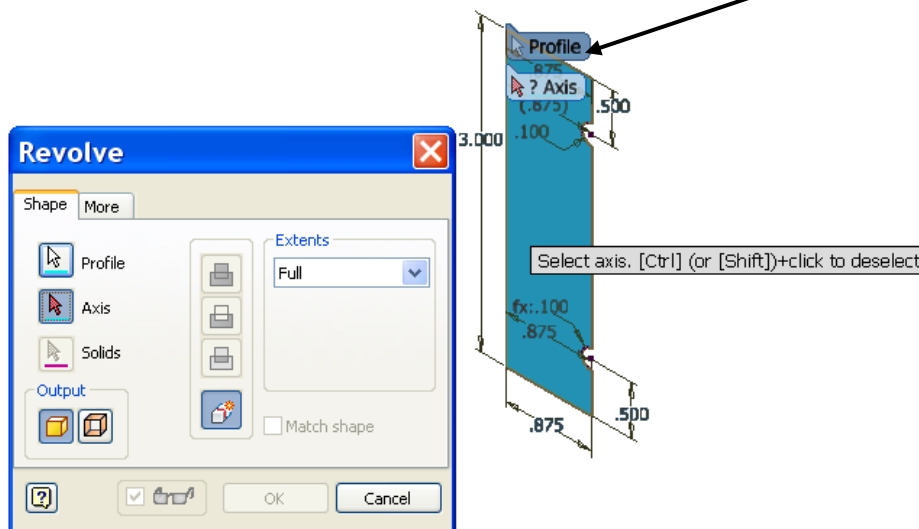 Profile
.875
? Axis
(.875)
.500
.100
3.000
Revolve
Shape
More
Profile
Axis
Solids
Output
Extents
Full
Match shape
OK
Cancel
Select axis. [Ctrl] (or [Shift])+click to deselect
fx:.100
.875
.875
.500